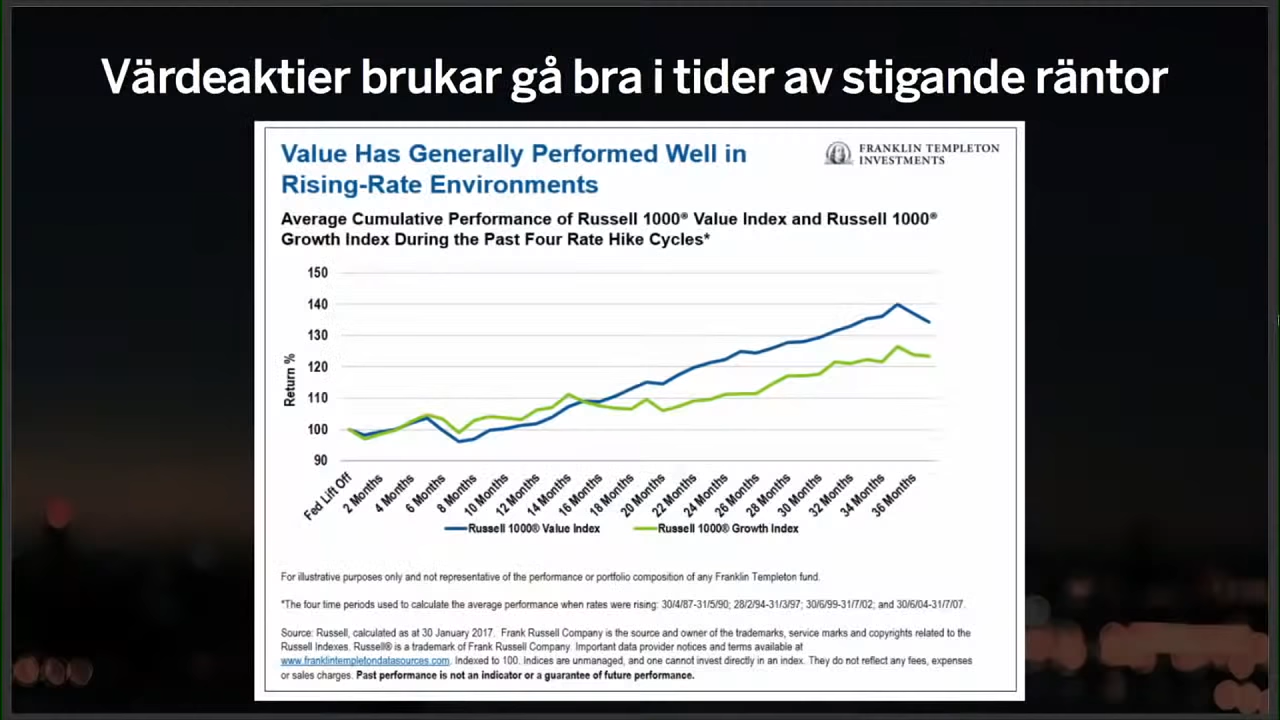 Värdeaktier brukar gå bra i tider av stigande räntor
Value Has Generally Performed Well in
Rising-Rate Environments
FRANKLIN TEMPLETON
INVESTMENTS
Average Cumulative Performance of Russell 1000® Value Index and Russell 1000®
Growth Index During the Past Four Rate Hike Cycles*
150
140
130
120
110
100
90
Return %
Fed Lift Off
2 Months
4 Months
6 Months
8 Months
10 Months
12 Months
14 Months
16 Months
18 Months
20 Months
22 Months
24 Months
26 Months
28 Months
30 Months
32 Months
34 Months
36 Months
Russell 1000® Value Index
Russell 1000® Growth Index
For illustrative purposes only and not representative of the performance or portfolio composition of any Franklin Templeton fund.
*The four time periods used to calculate the average performance when rates were rising: 30/4/87-31/5/90; 28/2/94-31/3/97; 30/6/99-31/7/02; and 30/6/04-31/7/07.
Source: Russell, calculated as at 30 January 2017. Frank Russell Company is the source and owner of the trademarks, service marks and copyrights related to the
Russell Indexes. Russell® is a trademark of Frank Russell Company. Important data provider notices and terms available at
www.franklintempletondatasources.com. Indexed to 100. Indices are unmanaged, and one cannot invest directly in an index. They do not reflect any fees, expenses
or sales charges. Past performance is not an indicator or a guarantee of future performance.